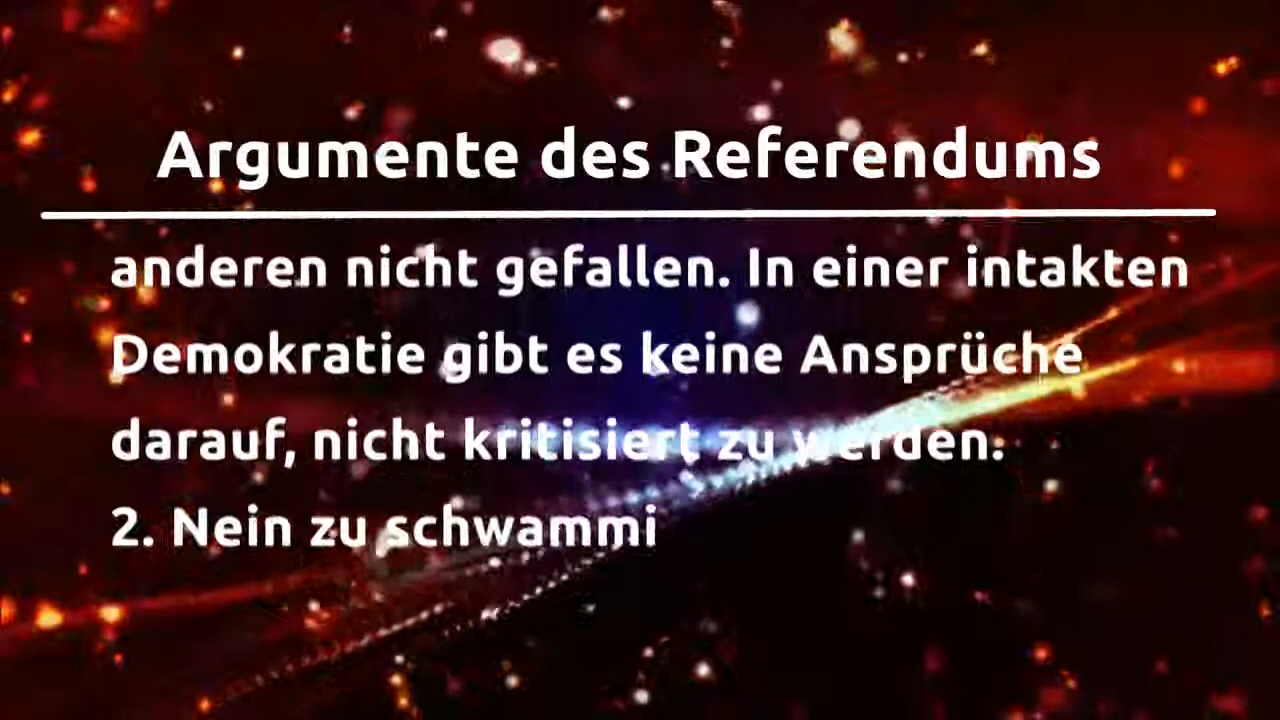 Argumente des Referendums
anderen nicht gefallen. In einer intakten
Demokratie gibt es keine Ansprüche
darauf, nicht kritisiert zu werden.
2. Nein zu schwammi